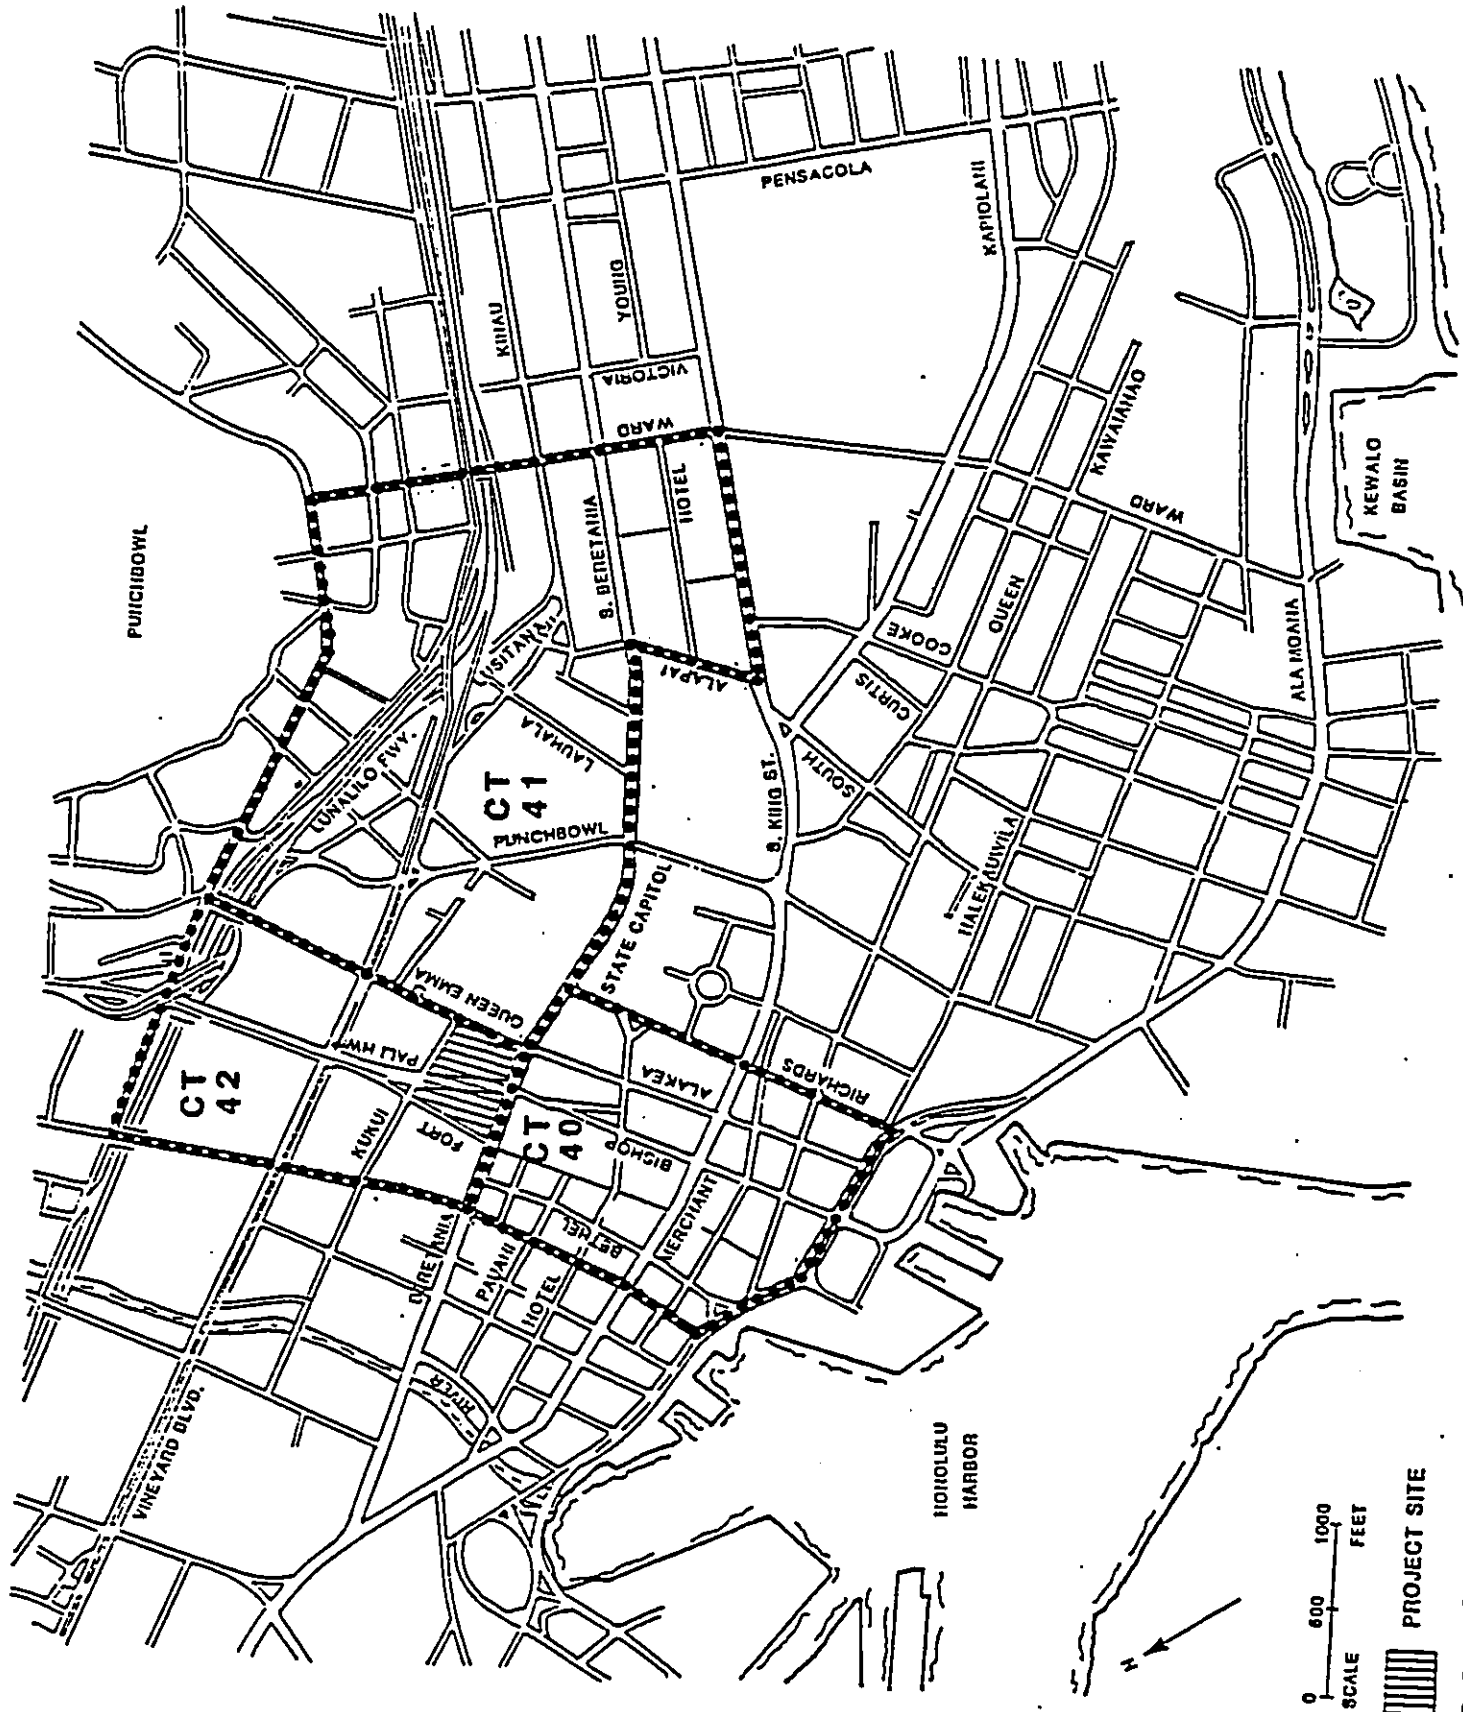 PUNCHBOWL
PENSACOLA
KAPIOLANI
KINAU
YOUNG
VICTORIA
WARD
KAWAIAHAO
HOTEL
S. BERETANIA
WARD
KEWALO
BASIN
QUEEN
COOKE
LUSITANA
ALAPAI
CURTIS
ALA MOANA
LAUHALA
LUNALILO FWY.
CT
41
SOUTH
S. KING ST.
PUNCHBOWL
HALEKAUWILA
STATE CAPITOL
QUEEN EMMA
PALI HWY
CT
42
RICHARDS
ALAKEA
KUKUI
FORT
CT
40
BISHOP
MERCHANT
BETHEL
BERETANIA
PAUAHI
HOTEL
RIVER
VINEYARD BLVD.
HONOLULU
HARBOR
0 600 1000
SCALE FEET
PROJECT SITE